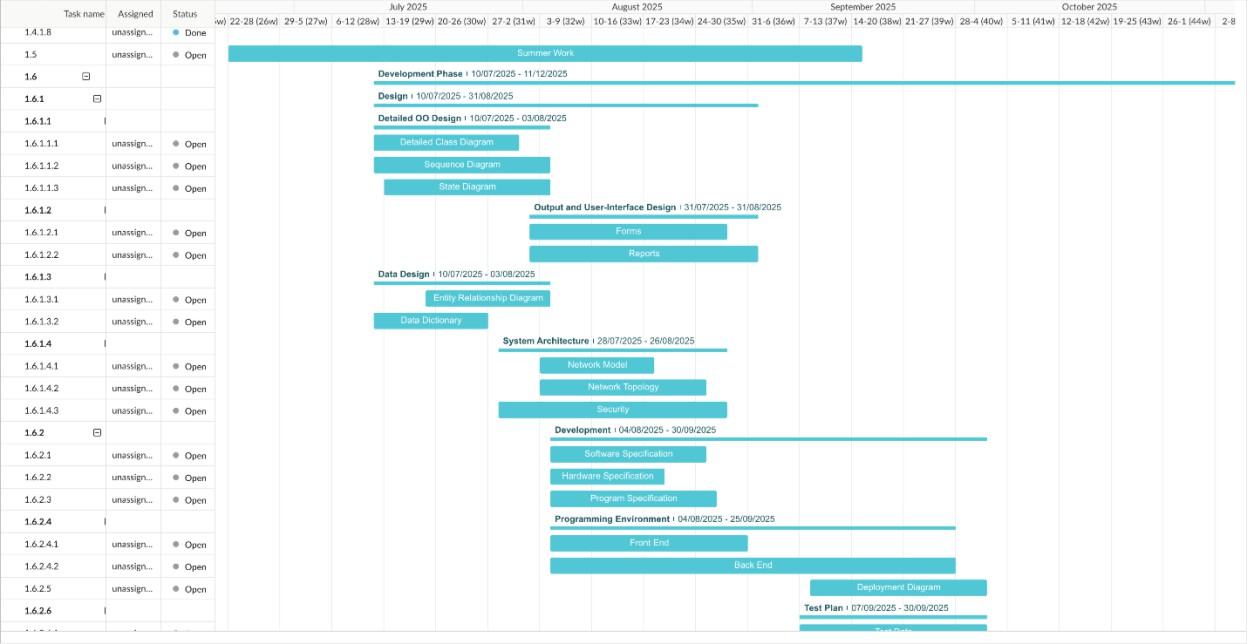 July 2025 August 2025 September 2025 October 2025
Task name Assigned Status
w) 22-28 (26w) 29-5 (27w) 6-12 (28w) 13-19 (29w) 20-26 (30w) 27-2 (31w) 3-9 (32w) 10-16 (33w) 17-23 (34w) 24-30 (35w) 31-6 (36w) 7-13 (37w) 14-20 (38w) 21-27 (39w) 28-4 (40w) 5-11 (41w) 12-18 (42w) 19-25 (43w) 26-1 (44w) 2-8
1.4.1.8 unassign... Done
1.5 unassign... Open Summer Work
1.6 Development Phase 10/07/2025 - 11/12/2025
1.6.1 Design 10/07/2025 - 31/08/2025
1.6.1.1 Detailed OO Design 10/07/2025 - 03/08/2025
1.6.1.1.1 unassign... Open Detailed Class Diagram
1.6.1.1.2 unassign... Open Sequence Diagram
1.6.1.1.3 unassign... Open State Diagram
1.6.1.2 Output and User-Interface Design 31/07/2025 - 31/08/2025
1.6.1.2.1 unassign... Open Forms
1.6.1.2.2 unassign... Open Reports
1.6.1.3 Data Design 10/07/2025 - 03/08/2025
1.6.1.3.1 unassign... Open Entity Relationship Diagram
1.6.1.3.2 unassign... Open Data Dictionary
1.6.1.4 System Architecture 28/07/2025 - 26/08/2025
1.6.1.4.1 unassign... Open Network Model
1.6.1.4.2 unassign... Open Network Topology
1.6.1.4.3 unassign... Open Security
1.6.2 Development 04/08/2025 - 30/09/2025
1.6.2.1 unassign... Open Software Specification
1.6.2.2 unassign... Open Hardware Specification
1.6.2.3 unassign... Open Program Specification
1.6.2.4 Programming Environment 04/08/2025 - 25/09/2025
1.6.2.4.1 unassign... Open Front End
1.6.2.4.2 unassign... Open Back End
1.6.2.5 unassign... Open Deployment Diagram
1.6.2.6 Test Plan 07/09/2025 - 30/09/2025